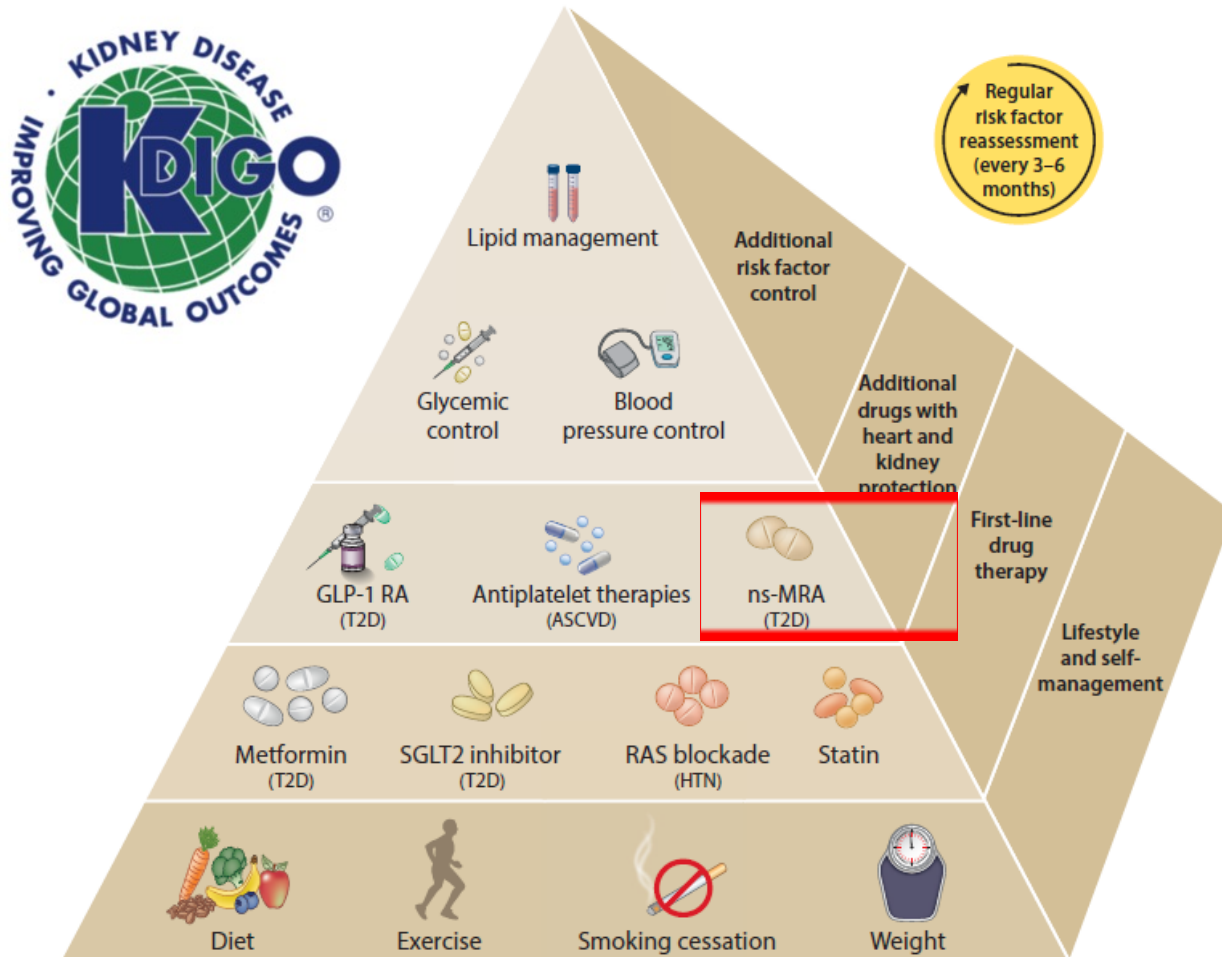 KIDNEY DISEASE
IMPROVING GLOBAL OUTCOMES
KDIGO
®
Regular
risk factor
reassessment
(every 3–6
months)
Lipid management
Additional
risk factor
control
Glycemic
control
Blood
pressure control
Additional
drugs with
heart and
kidney
protection
GLP-1 RA
(T2D)
Antiplatelet therapies
(ASCVD)
ns-MRA
(T2D)
First-line
drug
therapy
Metformin
(T2D)
SGLT2 inhibitor
(T2D)
RAS blockade
(HTN)
Statin
Lifestyle
and self-
management
Diet
Exercise
Smoking cessation
Weight